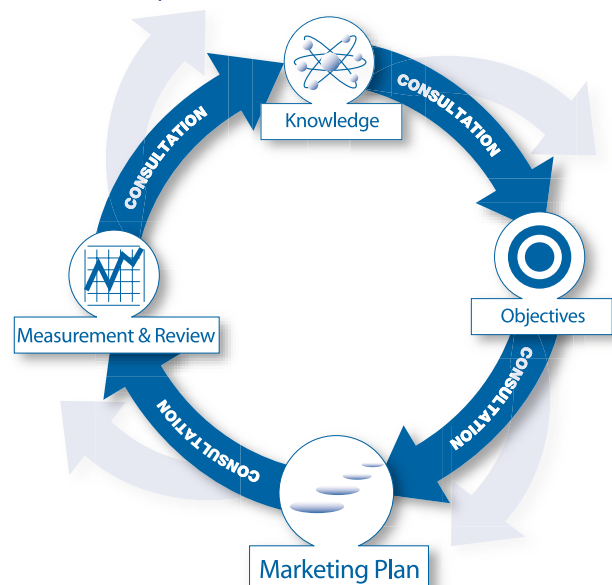 CONSULTATION
Knowledge
CONSULTATION
Objectives
CONSULTATION
Marketing Plan
CONSULTATION
Measurement & Review